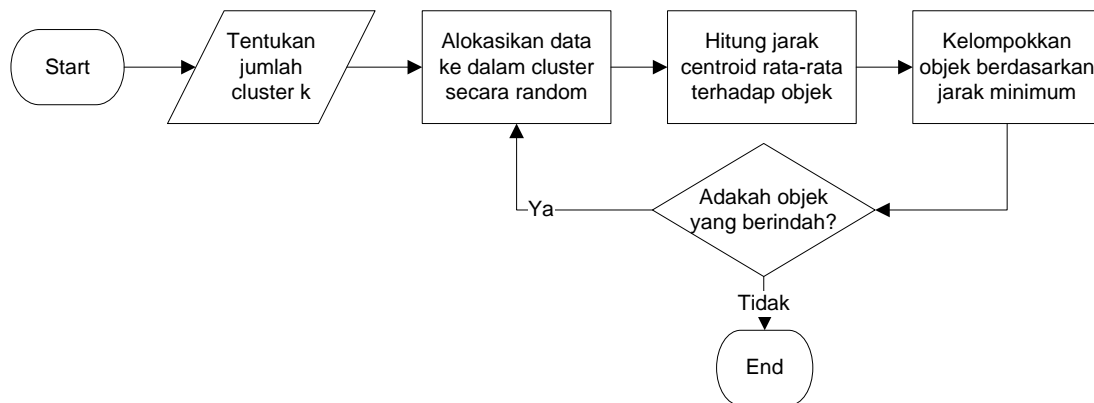 Start
Tentukan
jumlah
cluster k
Alokasikan data
ke dalam cluster
secara random
Hitung jarak
centroid rata-rata
terhadap objek
Kelompokkan
objek berdasarkan
jarak minimum
Adakah objek
yang berindah?
Ya
Tidak
End